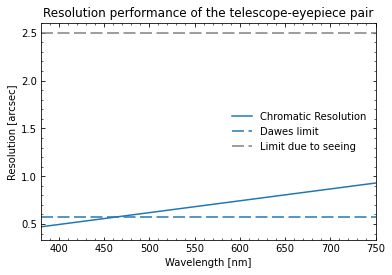 Resolution performance of the telescope-eyepiece pair
2.5
2.0
1.5
1.0
0.5
Resolution [arcsec]
Chromatic Resolution
Dawes limit
Limit due to seeing
400 450 500 550 600 650 700 750
Wavelength [nm]